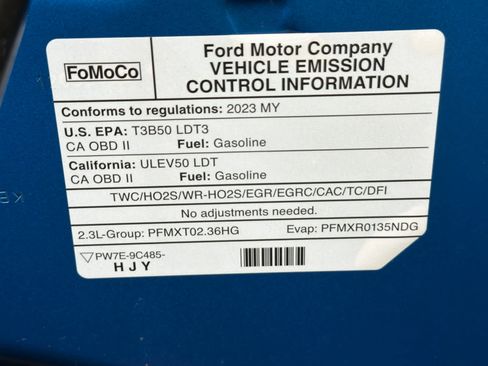 FoMoCo
Ford Motor Company
VEHICLE EMISSION
CONTROL INFORMATION
Conforms to regulations: 2023 MY
U.S. EPA: T3B50 LDT3
CA OBD II Fuel: Gasoline
California: ULEV50 LDT
CA OBD II Fuel: Gasoline
TWC/HO2S/WR-HO2S/EGR/EGRC/CAC/TC/DFI
No adjustments needed.
2.3L-Group: PFMXT02.36HG Evap: PFMXR0135NDG
▽PW7E-9C485-
H J Y